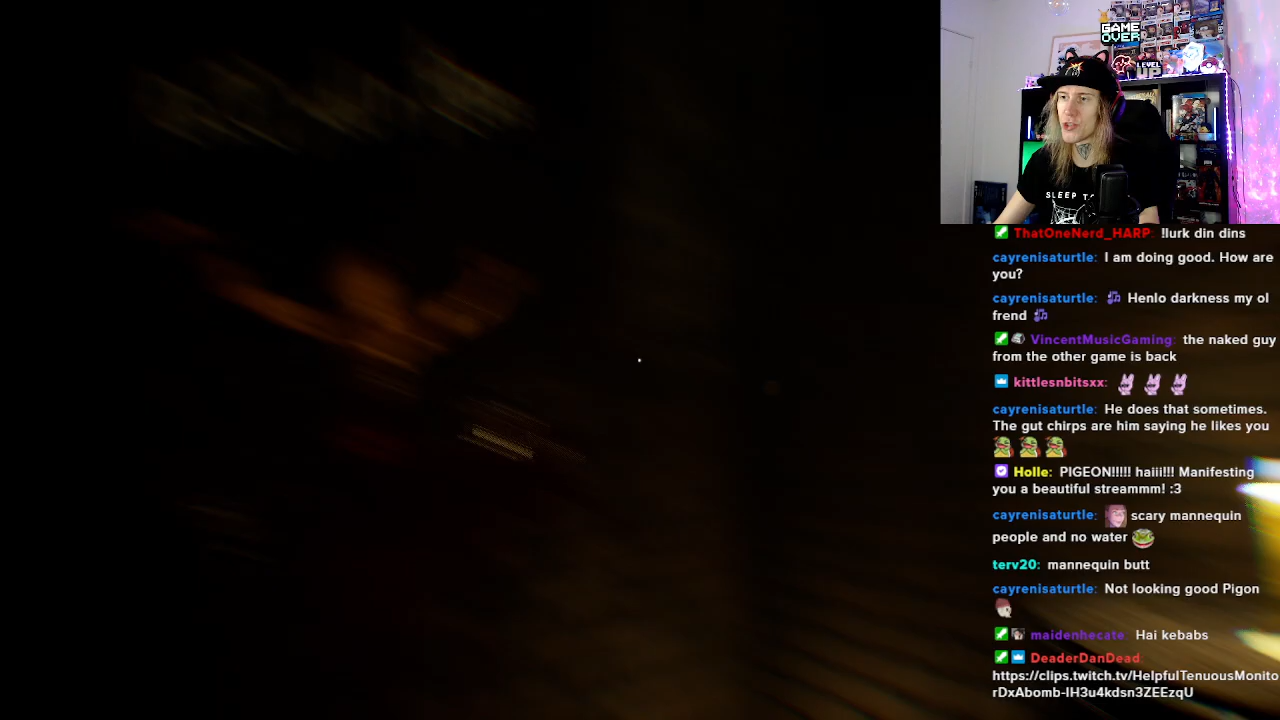 GAME
OVER
LEVEL
UP
SLEEP
ThatOneNerd_HARP: !lurk din dins
cayrenisaturtle: I am doing good. How are
you?
cayrenisaturtle: Henlo darkness my ol
frend
VincentMusicGaming: the naked guy
from the other game is back
kittlesnbitsxx:
cayrenisaturtle: He does that sometimes.
The gut chirps are him saying he likes you
Holle: PIGEON!!!!! haiii!!! Manifesting
you a beautiful streammm! :3
cayrenisaturtle: scary mannequin
people and no water
terv20: mannequin butt
cayrenisaturtle: Not looking good Pigon
maidenhecate: Hai kebabs
DeaderDanDead:
https://clips.twitch.tv/HelpfulTenuousMonito
rDxAbomb-IH3u4kdsn3ZEEzqU